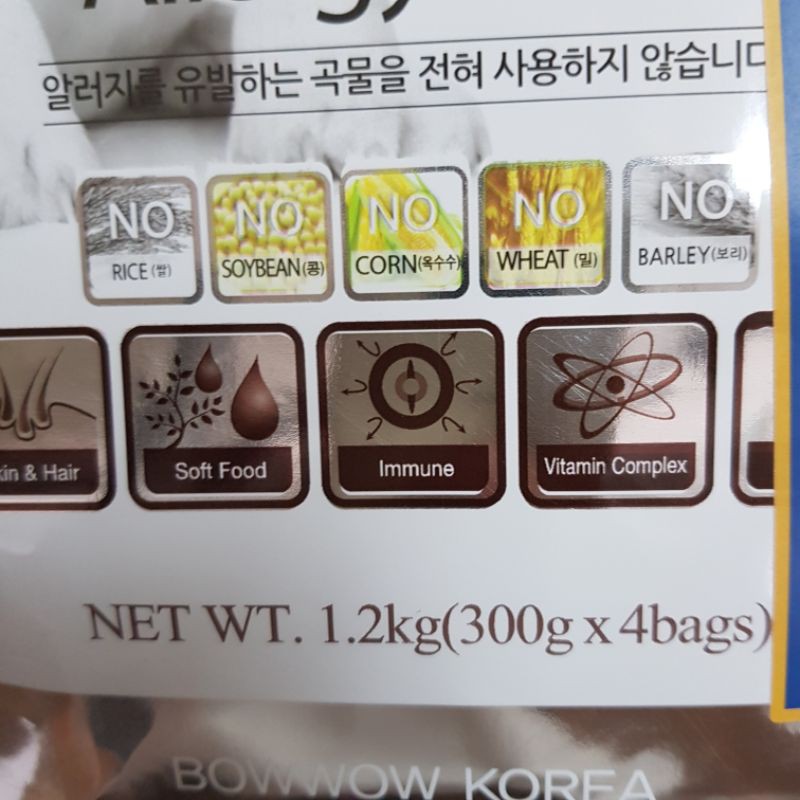 Allergy
알러지를 유발하는 곡물을 전혀 사용하지 않습니다
NO
RICE (쌀)
NO
SOYBEAN (콩)
NO
CORN(옥수수)
NO
WHEAT (밀)
NO
BARLEY(보리)
& Hair
Soft Food
Immune
Vitamin Complex
NET WT. 1.2kg(300g x 4bags)
BOWWOW KOREA